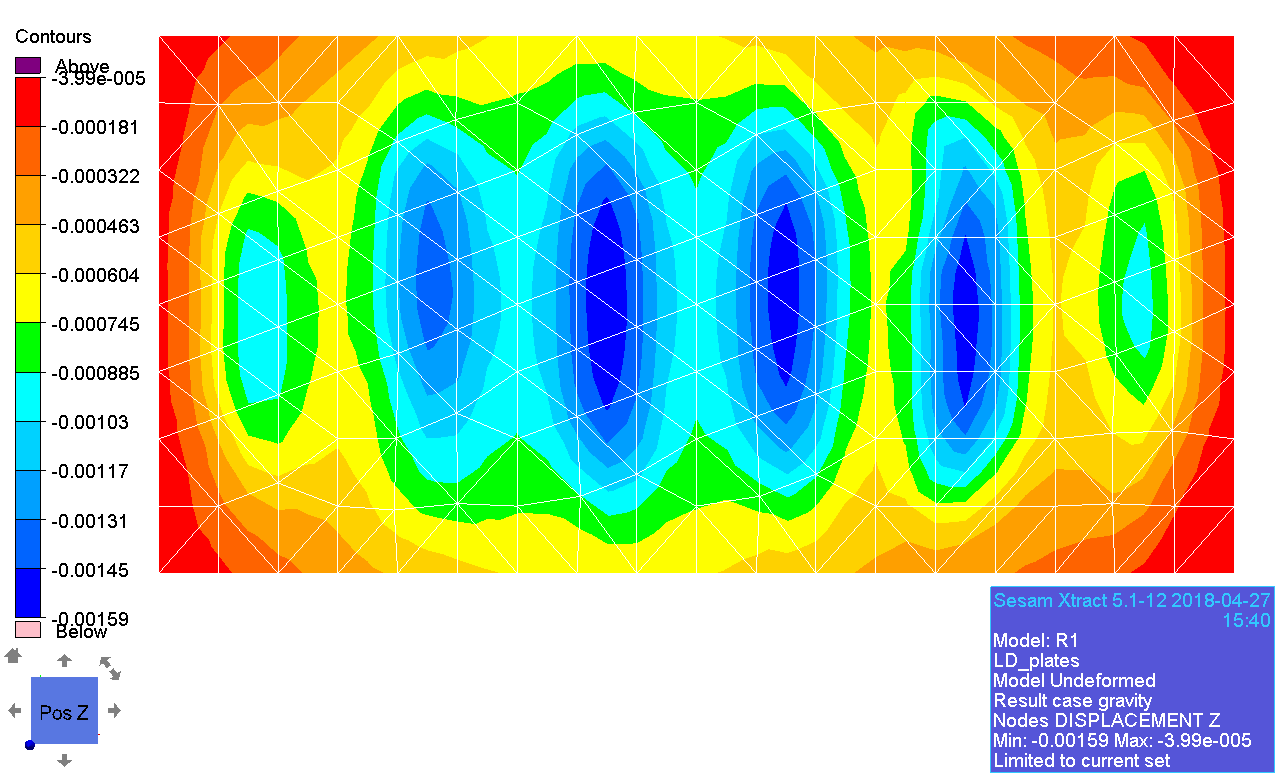 Contours
Above
-3.99e-005
-0.000181
-0.000322
-0.000463
-0.000604
-0.000745
-0.000885
-0.00103
-0.00117
-0.00131
-0.00145
-0.00159
Below
Pos Z
Sesam Xtract 5.1-12 2018-04-27
15:40
Model: R1
LD_plates
Model Undeformed
Result case gravity
Nodes DISPLACEMENT Z
Min: -0.00159 Max: -3.99e-005
Limited to current set